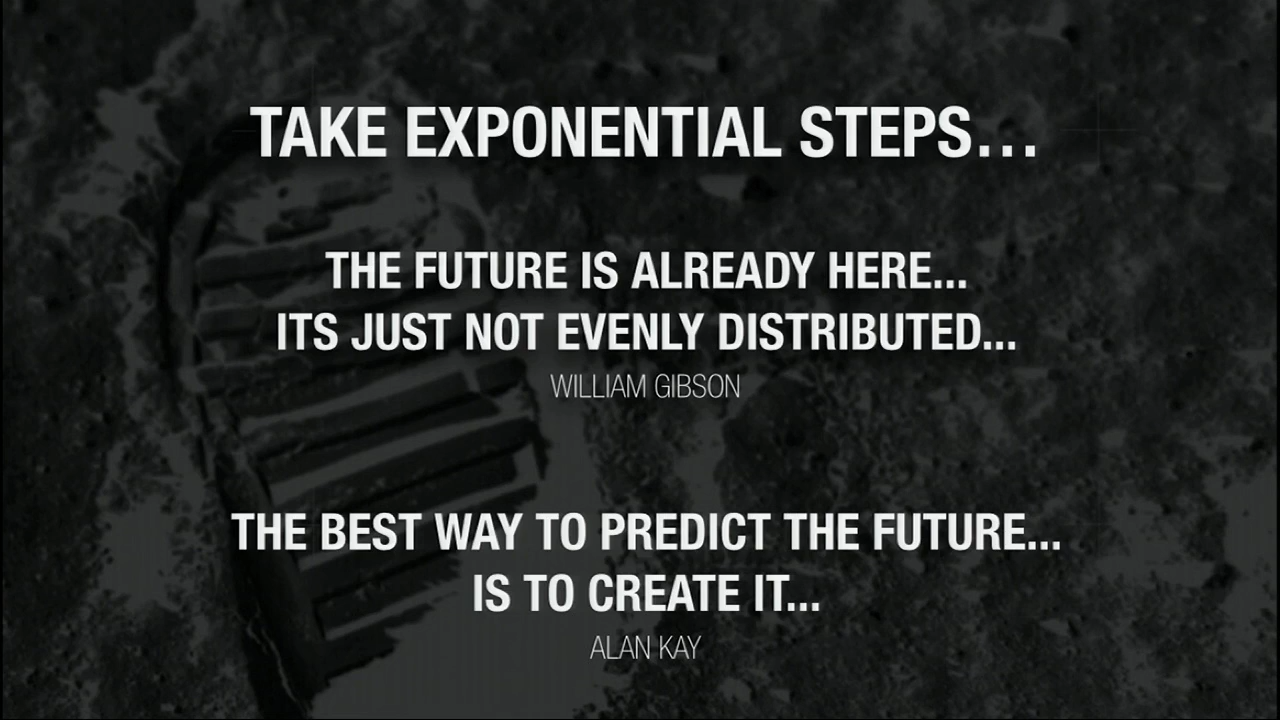 TAKE EXPONENTIAL STEPS...
THE FUTURE IS ALREADY HERE...
ITS JUST NOT EVENLY DISTRIBUTED...
WILLIAM GIBSON
THE BEST WAY TO PREDICT THE FUTURE...
IS TO CREATE IT...
ALAN KAY